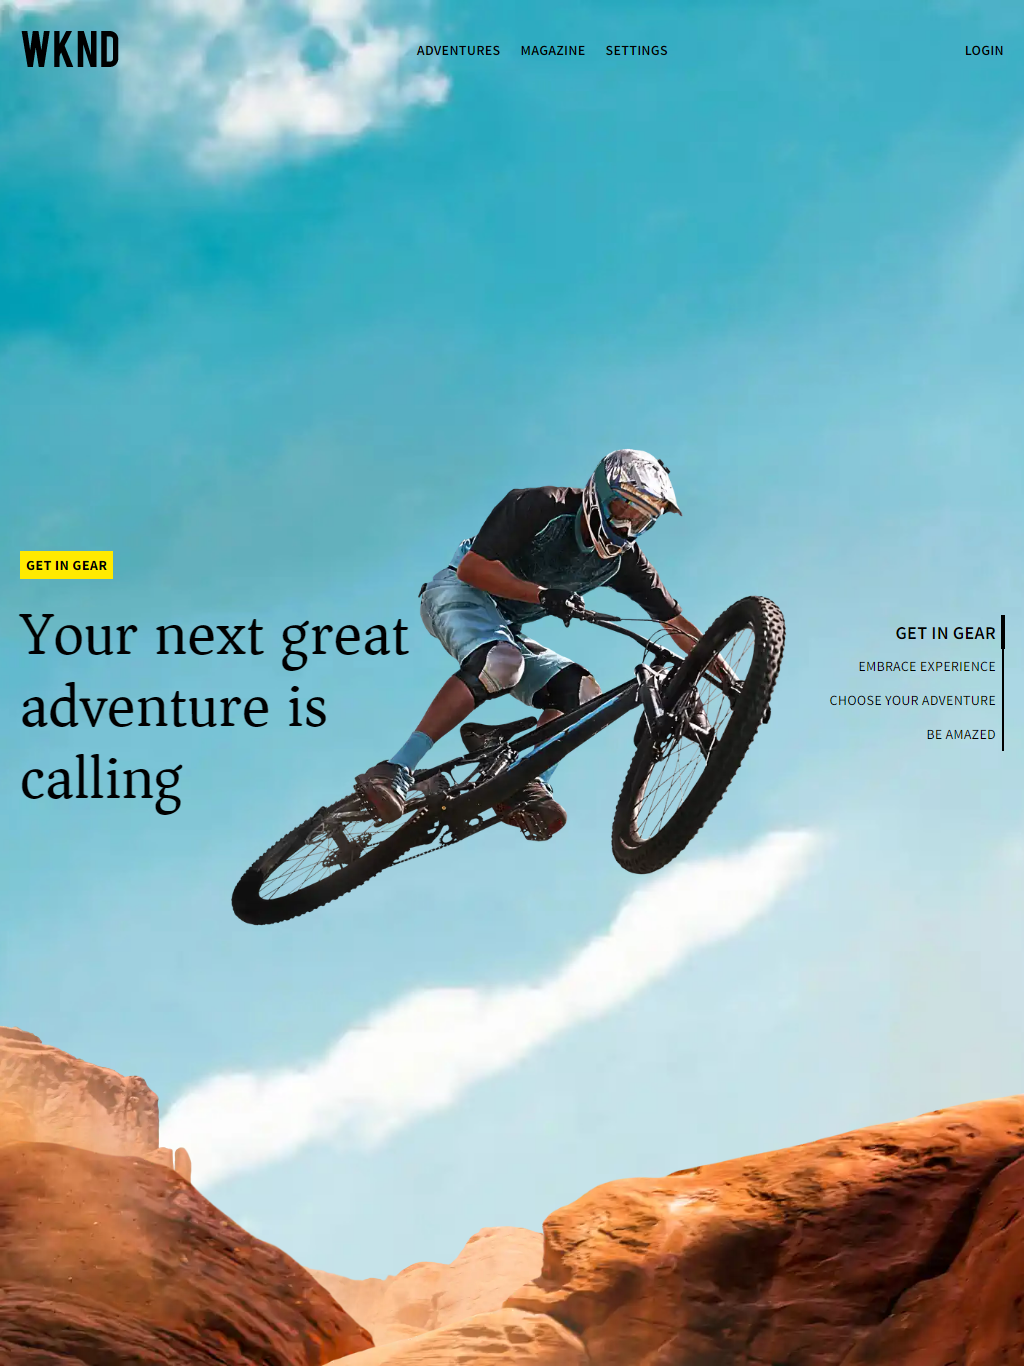 WKND
ADVENTURES MAGAZINE SETTINGS
LOGIN
GET IN GEAR
Your next great
adventure is
calling
GET IN GEAR
EMBRACE EXPERIENCE
CHOOSE YOUR ADVENTURE
BE AMAZED